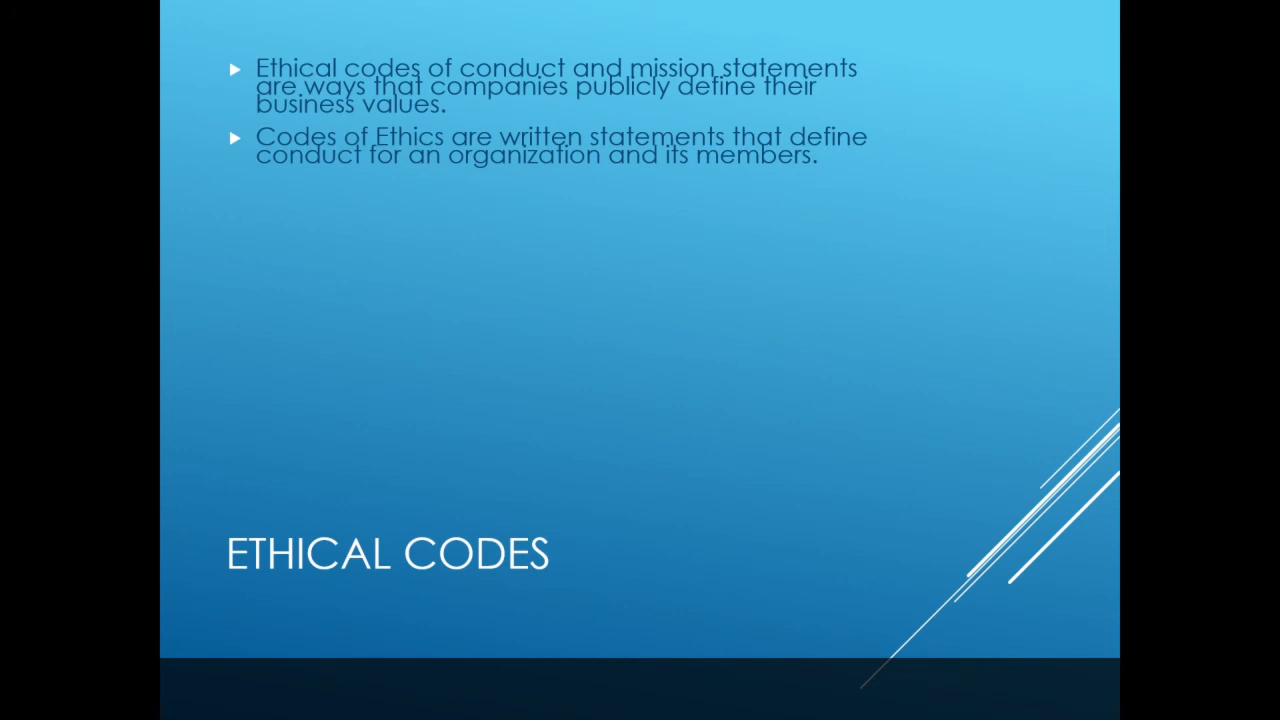 Ethical codes of conduct and mission statements
are ways that companies publicly define their
business values.
Codes of Ethics are written statements that define
conduct for an organization and its members.
ETHICAL CODES